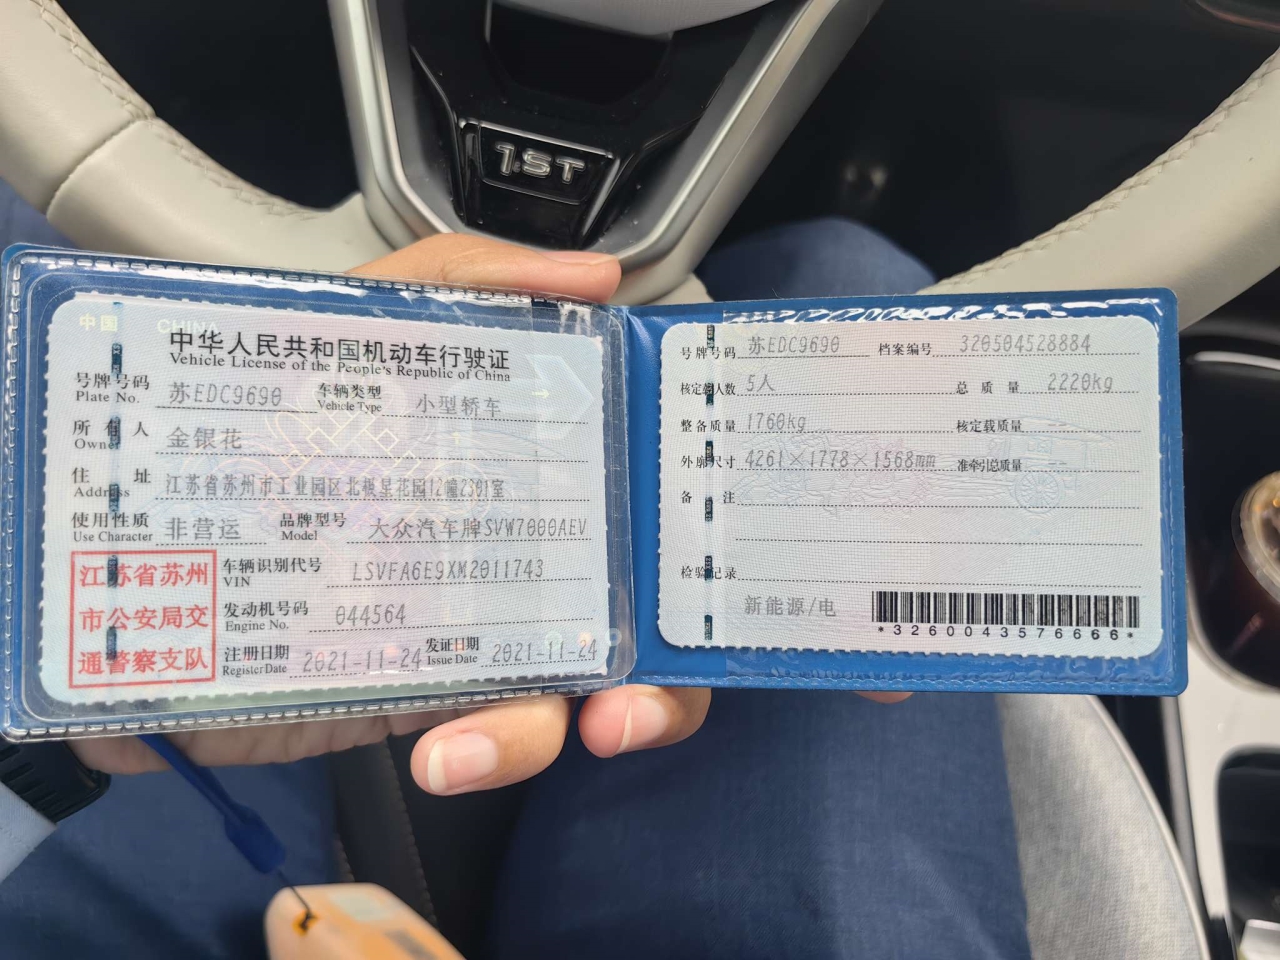 1.ST
中国 CHINA
中华人民共和国机动车行驶证
Vehicle License of the People's Republic of China
号牌号码 苏EDC9690 车辆类型 小型轿车
Plate No. Vehicle Type
所有人 金银花
Owner
住址 江苏省苏州市工业园区北极星花园12幢2301室
Address
使用性质 非营运 品牌型号 大众汽车牌SVW7000AEV
Use Character Model
江苏省苏州
市公安局交
通警察支队
车辆识别代号 LSVFA6E9XM2011743
VIN
发动机号码 044564
Engine No.
注册日期 2021-11-24 发证日期 2021-11-24
Register Date Issue Date
号牌号码 苏EDC9690 档案编号 320504528884
核定载人数 5人 总质量 2220kg
整备质量 1760kg 核定载质量 --
外廓尺寸 4261×1778×1568mm 准牵引总质量 --
备注
检验记录
新能源/电
*3260043576666*